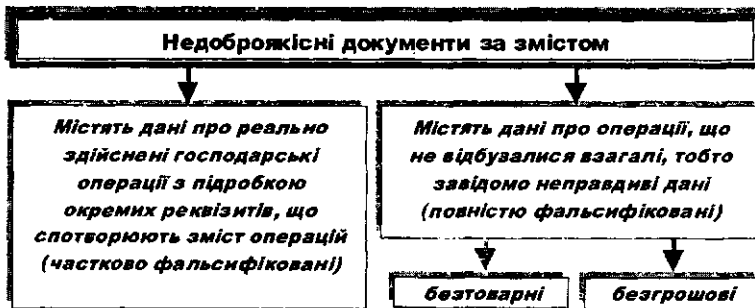 Недоброякісні документи за змістом
Містять дані про реально
здійснені господарські
операції з підробкою
окремих реквізитів, що
спотворюють зміст операцій
(частково фальсифіковані)
Містять дані про операції, що
не відбувалися взагалі, тобто
завідомо неправдиві дані
(повністю фальсифіковані)
безтоварні
безгрошові